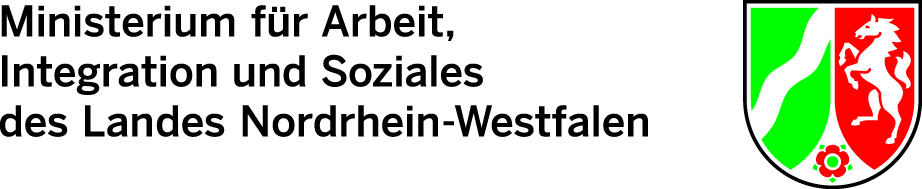 Ministerium für Arbeit,
Integration und Soziales
des Landes Nordrhein-Westfalen